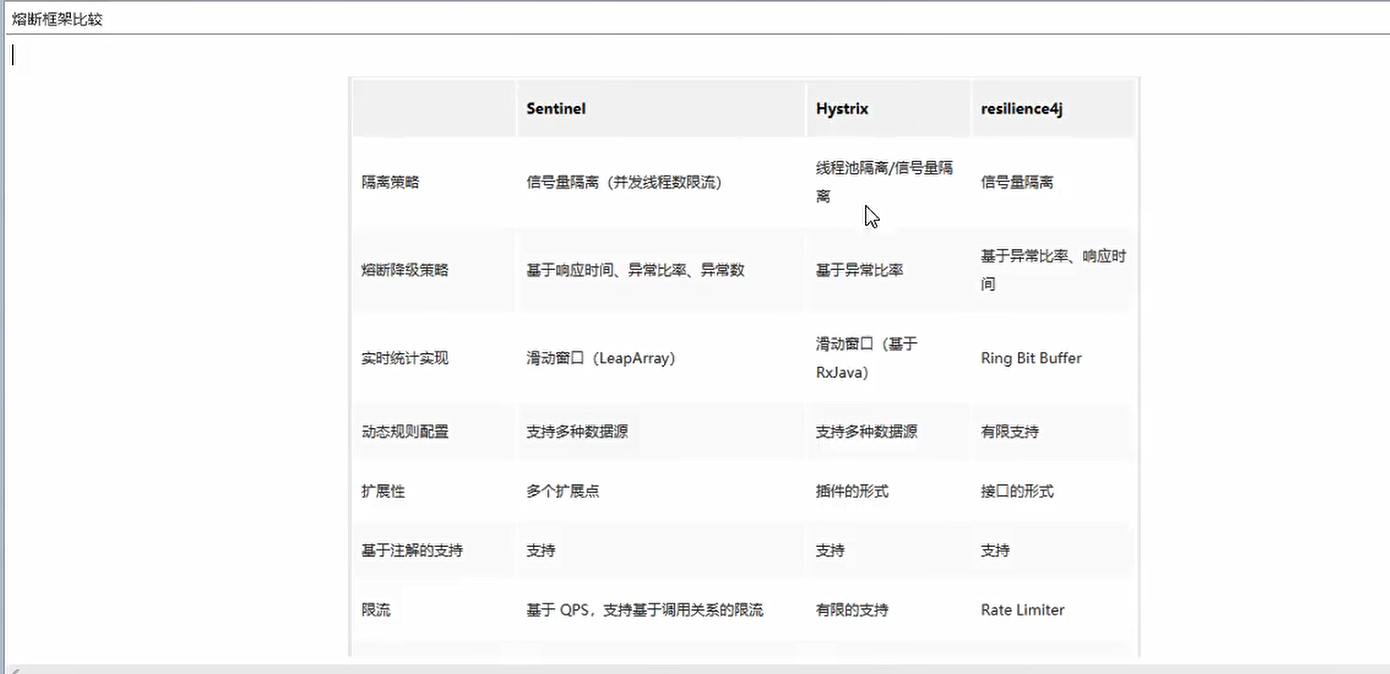 熔断框架比较
Sentinel Hystrix resilience4j
隔离策略 信号量隔离（并发线程数限流） 线程池隔离/信号量隔 信号量隔离
离
熔断降级策略 基于响应时间、异常比率、异常数 基于异常比率 基于异常比率、响应时
间
实时统计实现 滑动窗口（LeapArray） 滑动窗口（基于 Ring Bit Buffer
RxJava）
动态规则配置 支持多种数据源 支持多种数据源 有限支持
扩展性 多个扩展点 插件的形式 接口的形式
基于注解的支持 支持 支持 支持
限流 基于 QPS，支持基于调用关系的限流 有限的支持 Rate Limiter